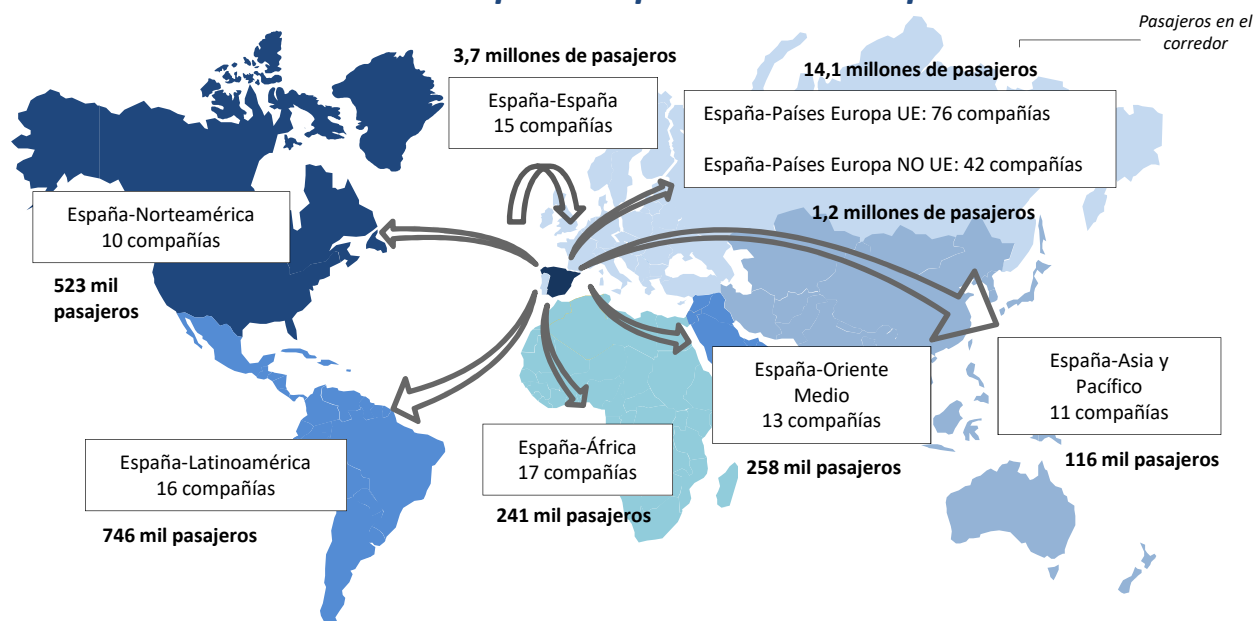 Pasajeros en el
corredor
3,7 millones de pasajeros
España-España
15 compañías
14,1 millones de pasajeros
España-Países Europa UE: 76 compañías
España-Países Europa NO UE: 42 compañías
1,2 millones de pasajeros
España-Norteamérica
10 compañías
523 mil
pasajeros
España-Oriente
Medio
13 compañías
258 mil pasajeros
España-Asia y
Pacífico
11 compañías
116 mil pasajeros
España-Latinoamérica
16 compañías
746 mil pasajeros
España-África
17 compañías
241 mil pasajeros